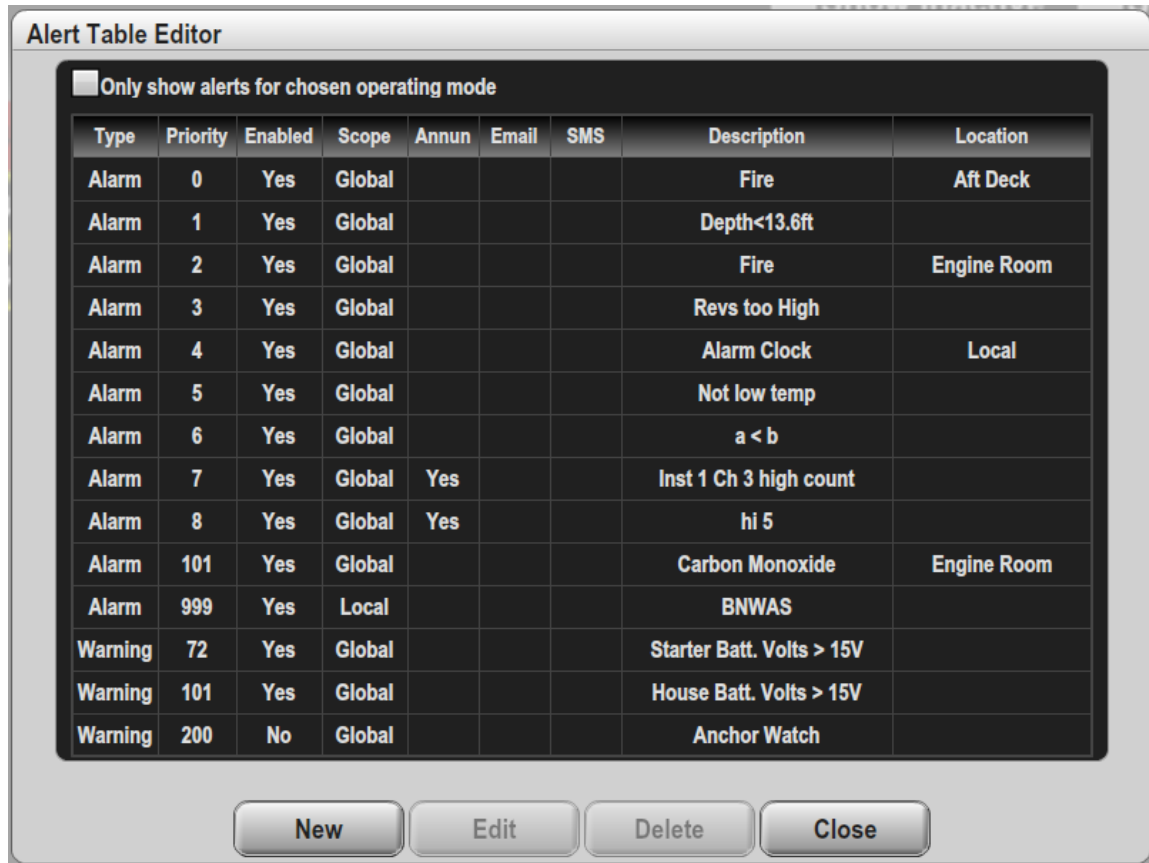 Alert Table Editor
Only show alerts for chosen operating mode
Type Priority Enabled Scope Annun Email SMS Description Location
Alarm 0 Yes Global Fire Aft Deck
Alarm 1 Yes Global Depth<13.6ft
Alarm 2 Yes Global Fire Engine Room
Alarm 3 Yes Global Revs too High
Alarm 4 Yes Global Alarm Clock Local
Alarm 5 Yes Global Not low temp
Alarm 6 Yes Global a < b
Alarm 7 Yes Global Yes Inst 1 Ch 3 high count
Alarm 8 Yes Global Yes hi 5
Alarm 101 Yes Global Carbon Monoxide Engine Room
Alarm 999 Yes Local BNWAS
Warning 72 Yes Global Starter Batt. Volts > 15V
Warning 101 Yes Global House Batt. Volts > 15V
Warning 200 No Global Anchor Watch
New Edit Delete Close